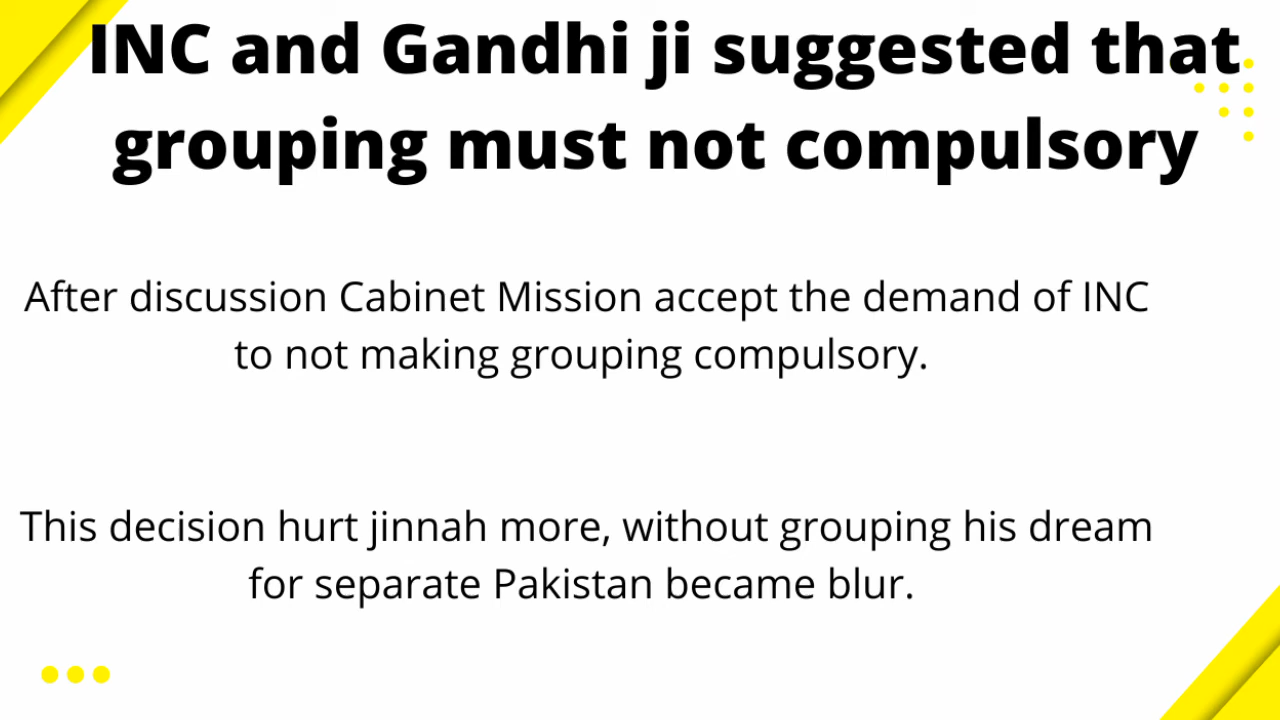 INC and Gandhi ji suggested that
grouping must not compulsory
After discussion Cabinet Mission accept the demand of INC
to not making grouping compulsory.
This decision hurt jinnah more, without grouping his dream
for separate Pakistan became blur.